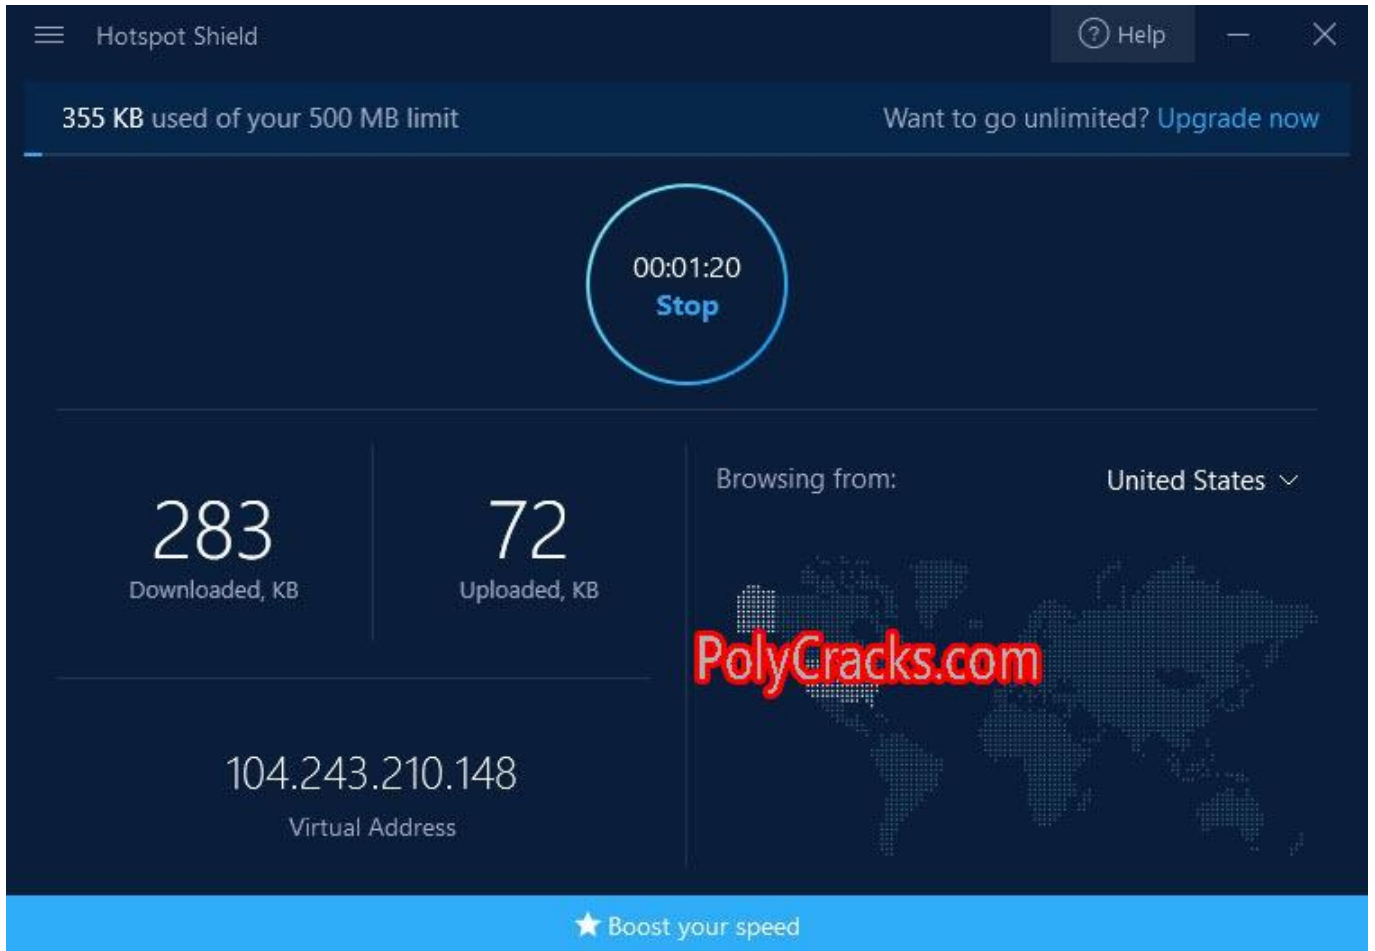 Hotspot Shield
? Help
355 KB used of your 500 MB limit
Want to go unlimited? Upgrade now
00:01:20
Stop
283
Downloaded, KB
72
Uploaded, KB
Browsing from:
United States
PolyCracks.com
104.243.210.148
Virtual Address
Boost your speed